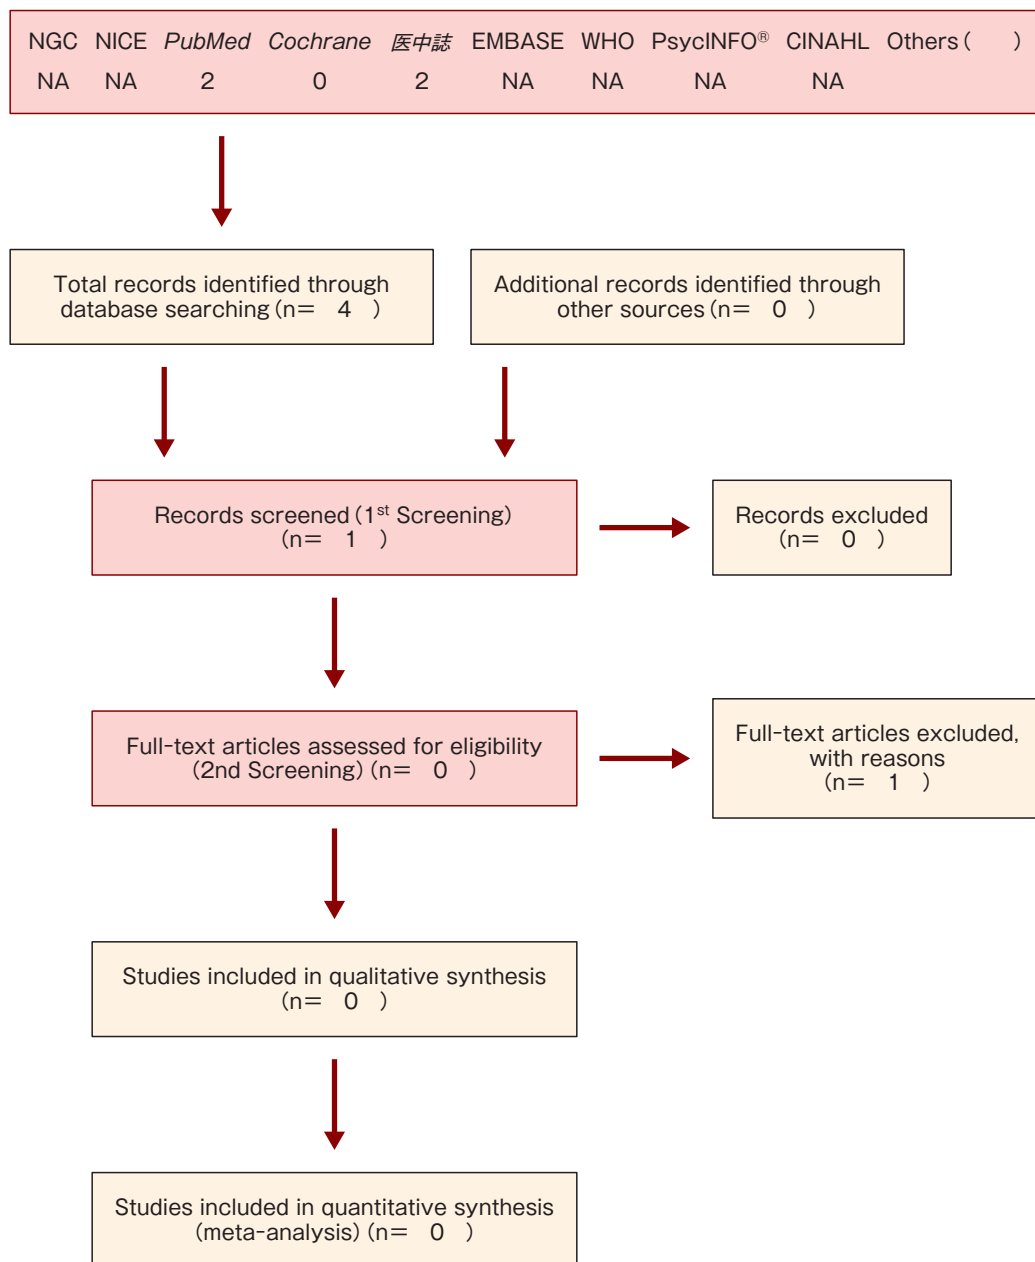 NGC NICE PubMed Cochrane 医中誌 EMBASE WHO PsycINFO® CINAHL Others( )
NA NA 2 0 2 NA NA NA NA
Total records identified through
database searching(n= 4 )
Additional records identified through
other sources(n= 0 )
Records screened(1st Screening)
(n= 1 )
Records excluded
(n= 0 )
Full-text articles assessed for eligibility
(2nd Screening)(n= 0 )
Full-text articles excluded,
with reasons
(n= 1 )
Studies included in qualitative synthesis
(n= 0 )
Studies included in quantitative synthesis
(meta-analysis)(n= 0 )